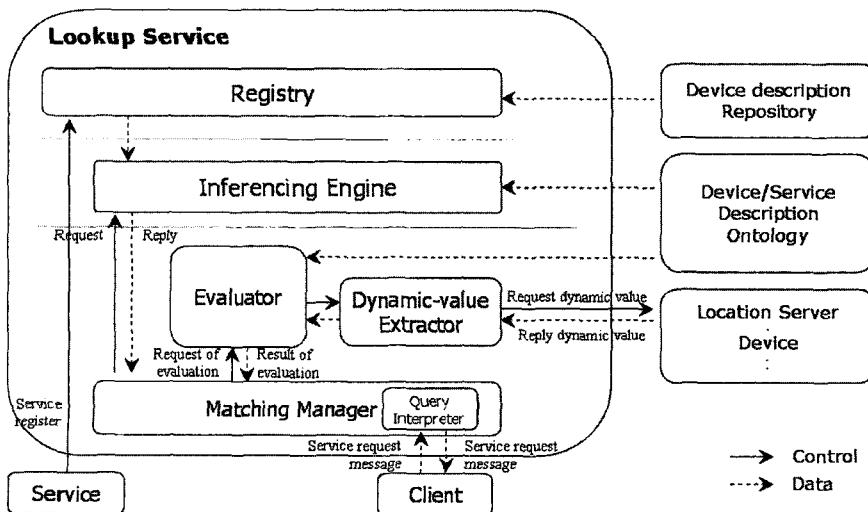 Lookup Service
Registry
Device description
Repository
Inferencing Engine
Device/Service
Description
Ontology
Request
Reply
Evaluator
Dynamic-value
Extractor
Request dynamic value
Reply dynamic value
Location Server
Device
Request of
evaluation
Result of
evaluation
Matching Manager
Query
Interpreter
Service
register
Service request
message
Service request
message
Service
Client
Control
Data